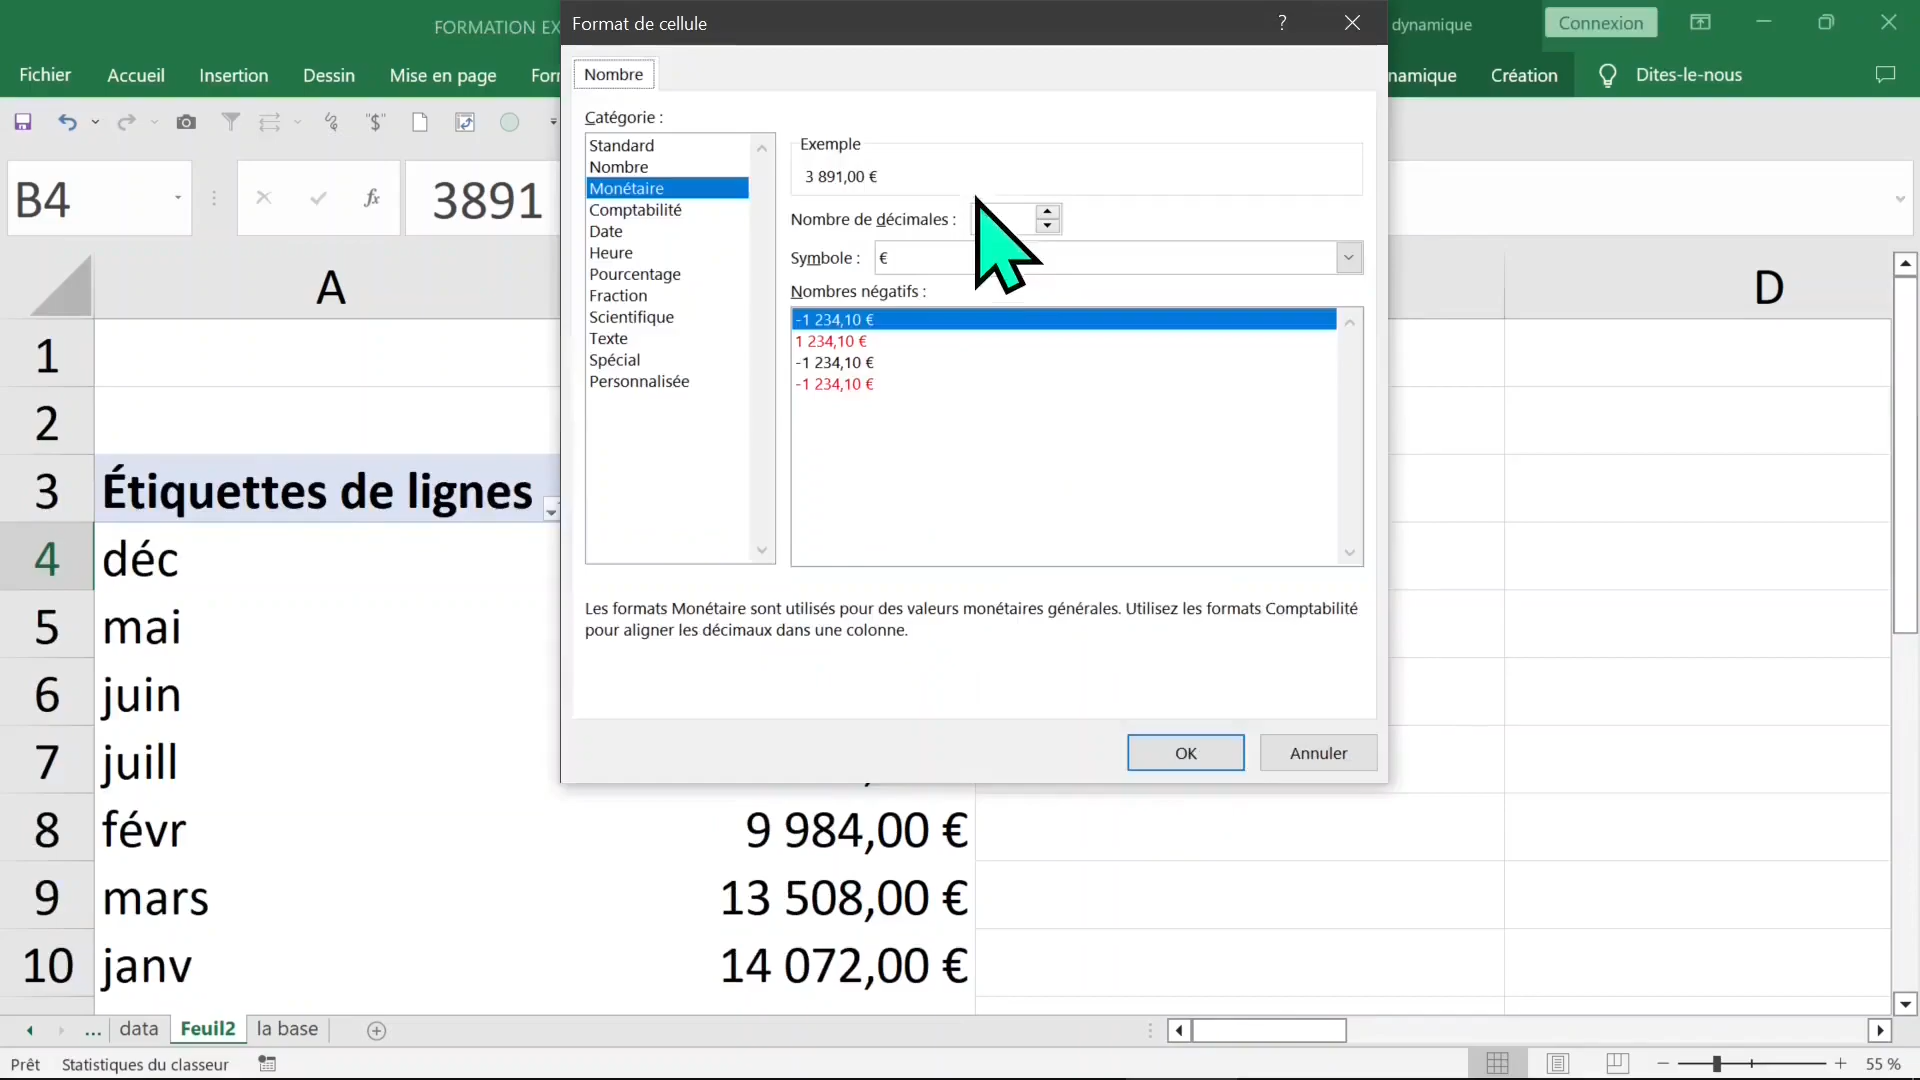 FORMATION EX
Format de cellule
?
dynamique
Connexion
Fichier
Accueil
Insertion
Dessin
Mise en page
namique
Création
Dites-le-nous
Nombre
Catégorie :
Standard
Nombre
Monétaire
Comptabilité
Date
Heure
Pourcentage
Fraction
Scientifique
Texte
Spécial
Personnalisée
Exemple
3 891,00 €
Nombre de décimales :
Symbole :
€
Nombres négatifs :
-1 234,10 €
1 234,10 €
-1 234,10 €
-1 234,10 €
Les formats Monétaire sont utilisés pour des valeurs monétaires générales. Utilisez les formats Comptabilité
pour aligner les décimaux dans une colonne.
OK
Annuler
B4
fx
3891
A
D
1
2
3 Étiquettes de lignes
4 déc
5 mai
6 juin
7 juill
8 févr 9 984,00 €
9 mars 13 508,00 €
10 janv 14 072,00 €
... data Feuil2 la base
Prêt Statistiques du classeur
55 %